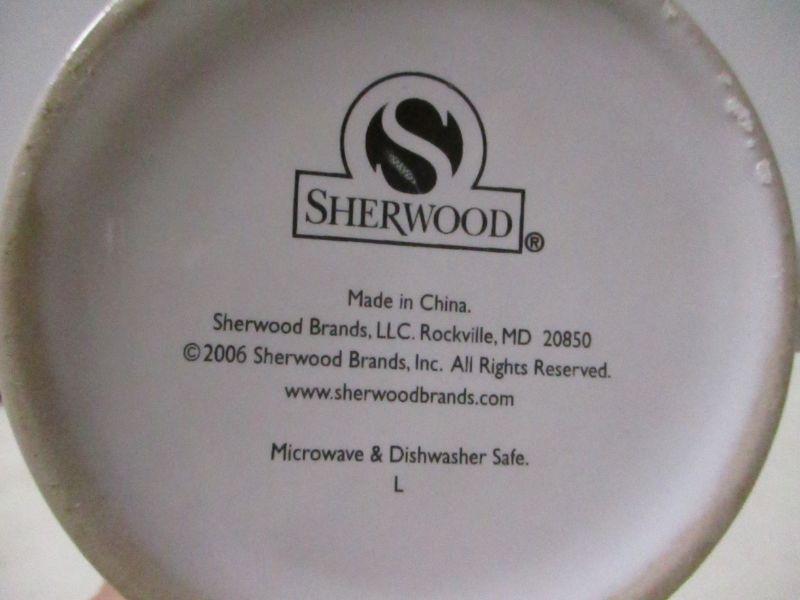 S
SHERWOOD®
Made in China.
Sherwood Brands, LLC. Rockville, MD 20850
©2006 Sherwood Brands, Inc. All Rights Reserved.
www.sherwoodbrands.com
Microwave & Dishwasher Safe.
L